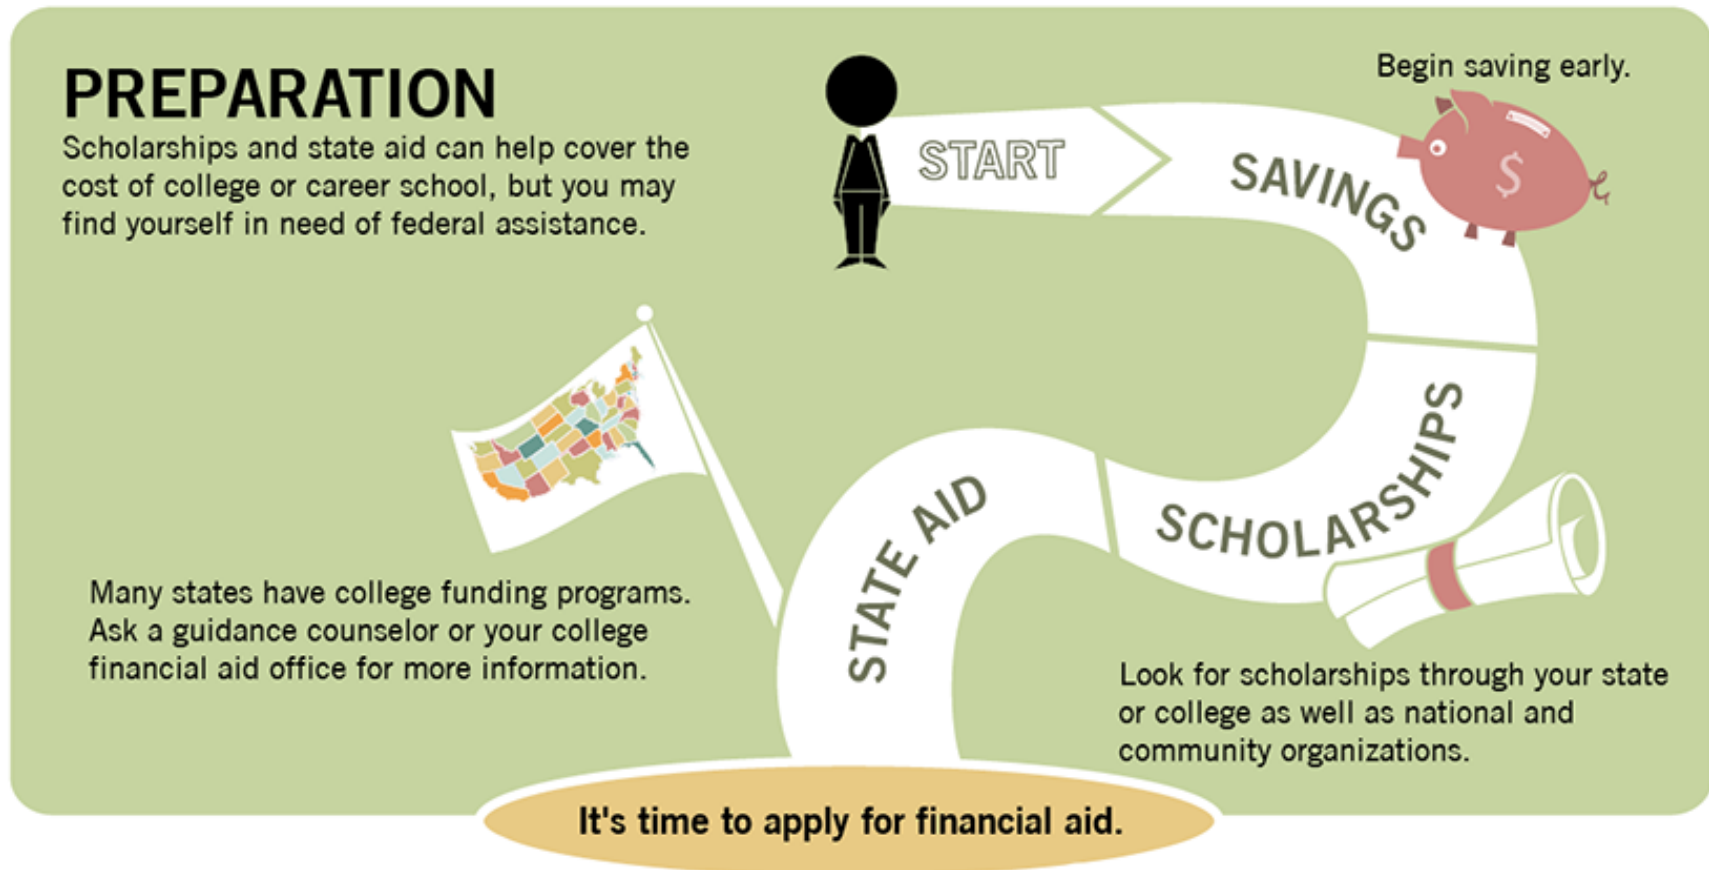 PREPARATION
Scholarships and state aid can help cover the
cost of college or career school, but you may
find yourself in need of federal assistance.
START
Begin saving early.
SAVINGS
$
SCHOLARSHIPS
Look for scholarships through your state
or college as well as national and
community organizations.
STATE AID
Many states have college funding programs.
Ask a guidance counselor or your college
financial aid office for more information.
It's time to apply for financial aid.